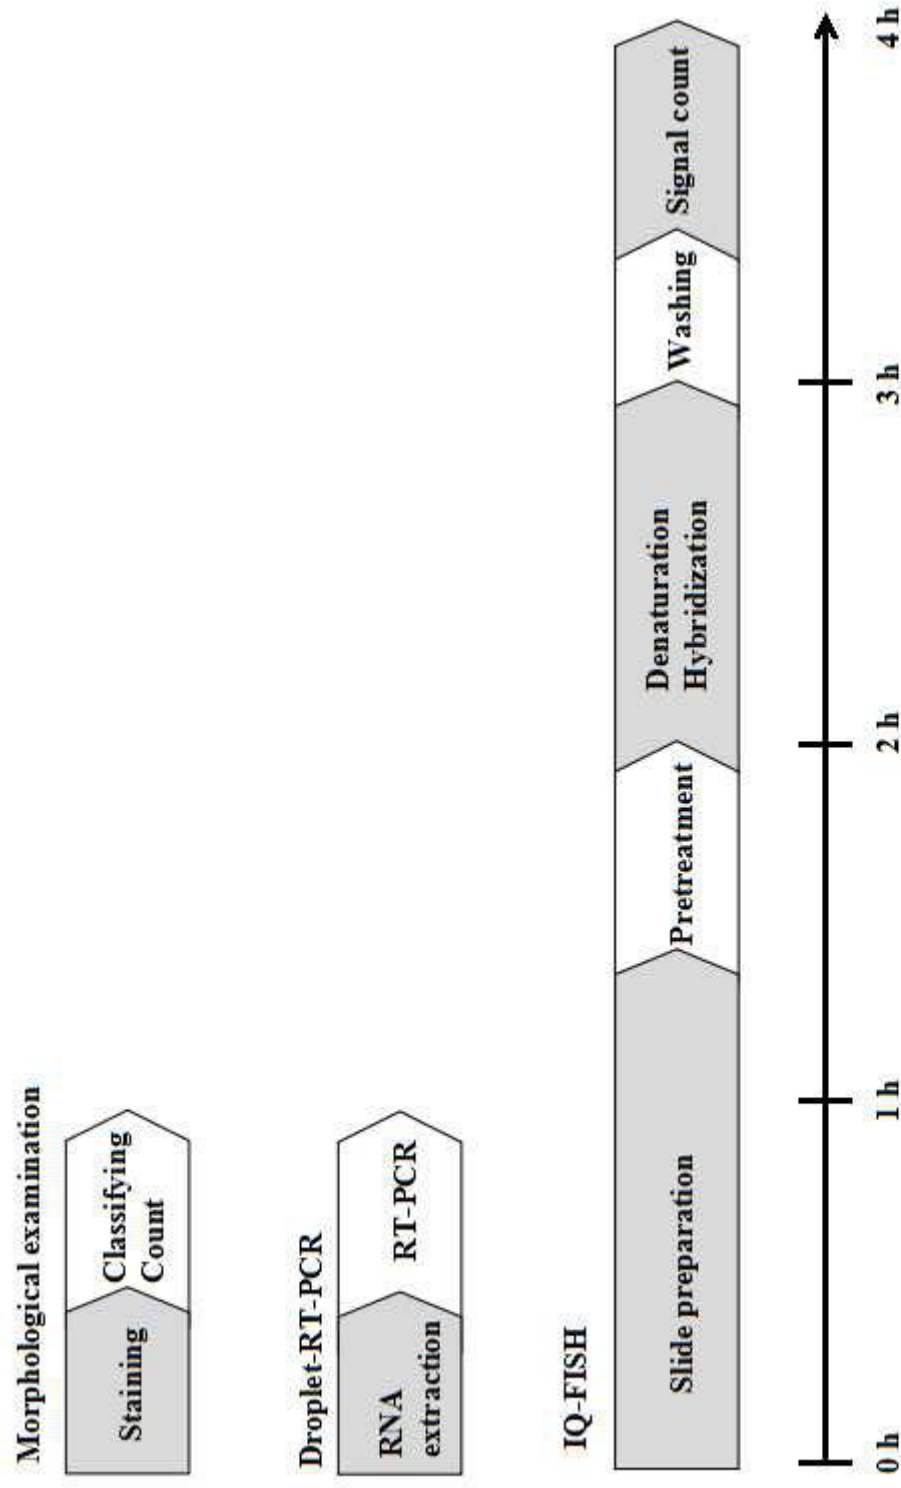 Morphological examination
Staining
Classifying
Count
Droplet-RT-PCR
RNA
extraction
RT-PCR
IQ-FISH
Slide preparation
Pretreatment
Denaturation
Hybridization
Washing
Signal count
0 h
1 h
2 h
3 h
4 h